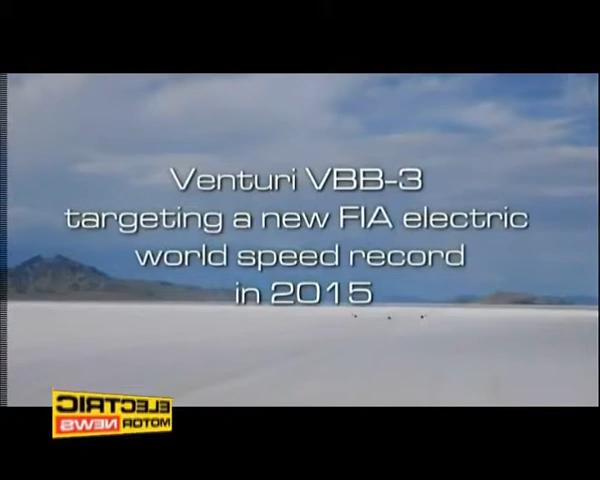 Venturi VBB-3
targeting a new FIA electric
world speed record
in 2015
ELECTRIC
MOTOR NEWS